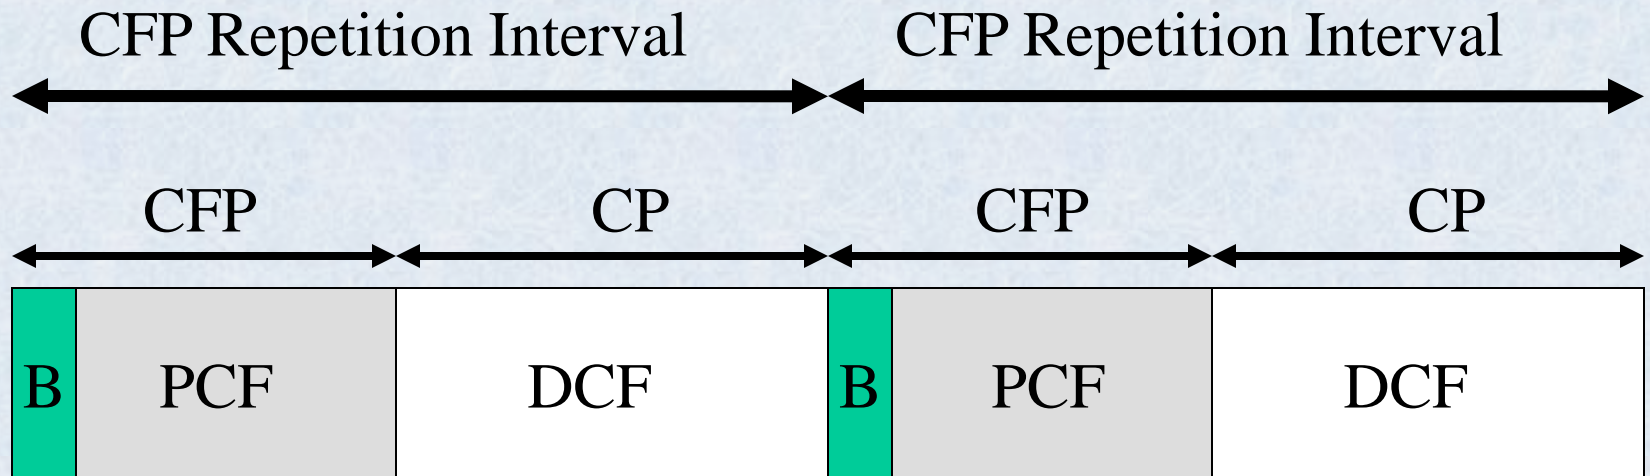 CFP Repetition Interval CFP Repetition Interval
CFP CP CFP CP
B PCF DCF B PCF DCF